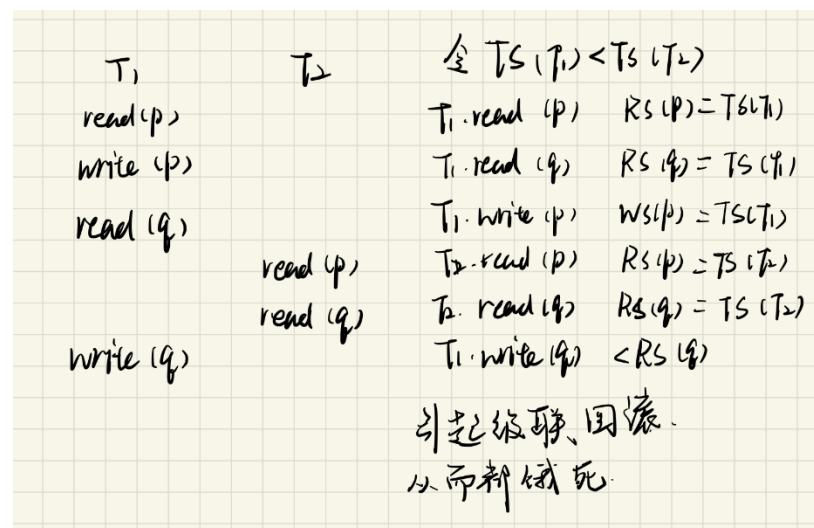 T₁ T₂ 令 TS(T₁)<TS(T₂)
read(p) T₁.read (p) RS(p)=TS(T₁)
write (p) T₁.read (q) RS(q)= TS(T₁)
read (q) T₁.write(p) WS(p)=TS(T₁)
read (p) T₂.read (p) RS(p)=TS(T₂)
read (q) T₂.read(q) RS(q)= TS(T₂)
write (q) T₁.write(q) <RS(q)
引起级联、回滚.
从而都饿死.